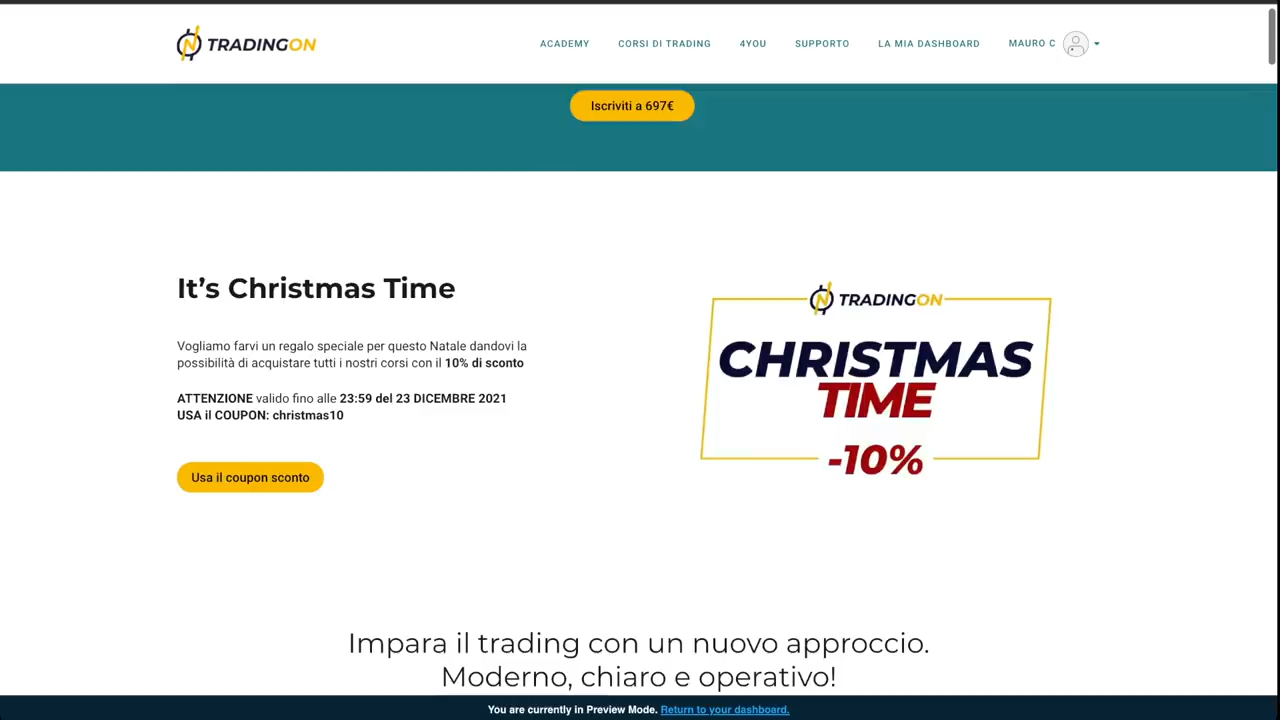 TRADINGON
ACADEMY
CORSI DI TRADING
4YOU
SUPPORTO
LA MIA DASHBOARD
MAURO C
Iscriviti a 697€
It’s Christmas Time
Vogliamo farvi un regalo speciale per questo Natale dandovi la
possibilità di acquistare tutti i nostri corsi con il 10% di sconto
ATTENZIONE valido fino alle 23:59 del 23 DICEMBRE 2021
USA il COUPON: christmas10
Usa il coupon sconto
TRADINGON
CHRISTMAS
TIME
-10%
Impara il trading con un nuovo approccio.
Moderno, chiaro e operativo!
You are currently in Preview Mode. Return to your dashboard.